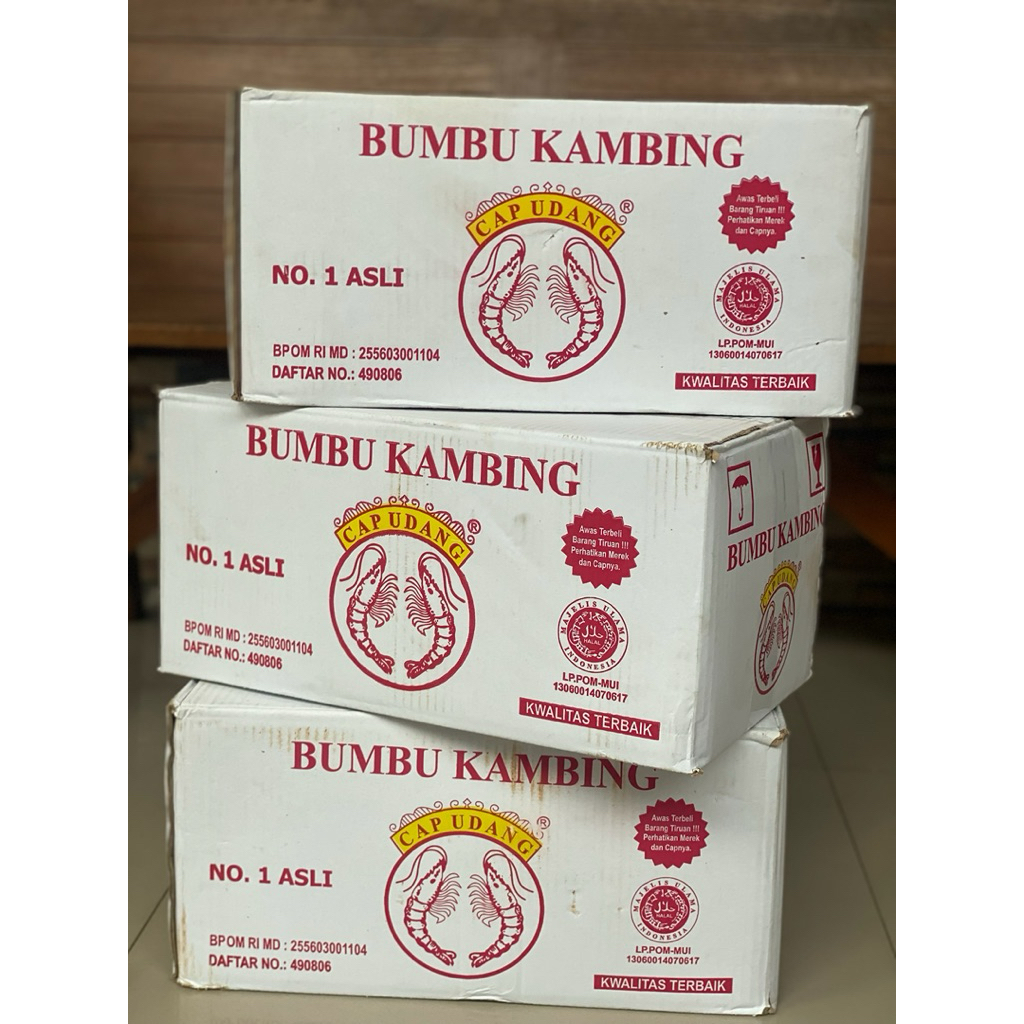 BUMBU KAMBING
CAP UDANG ®
Awas Terbeli
Barang Tiruan !!!
Perhatikan Merek
dan Capnya.
NO. 1 ASLI
MAJELIS ULAMA
حلال
HALAL
INDONESIA
LP.POM-MUI
13060014070617
BPOM RI MD : 255603001104
DAFTAR NO.: 490806
KWALITAS TERBAIK
BUMBU KAMBING
CAP UDANG ®
Awas Terbeli
Barang Tiruan !!!
Perhatikan Merek
dan Capnya.
NO. 1 ASLI
MAJELIS ULAMA
حلال
HALAL
INDONESIA
LP.POM-MUI
13060014070617
BPOM RI MD : 255603001104
DAFTAR NO.: 490806
KWALITAS TERBAIK
BUMBU KAMBING
CAP UDANG ®
BUMBU KAMBING
CAP UDANG ®
Awas Terbeli
Barang Tiruan !!!
Perhatikan Merek
dan Capnya.
NO. 1 ASLI
MAJELIS ULAMA
حلال
HALAL
INDONESIA
LP.POM-MUI
13060014070617
BPOM RI MD : 255603001104
DAFTAR NO.: 490806
KWALITAS TERBAIK